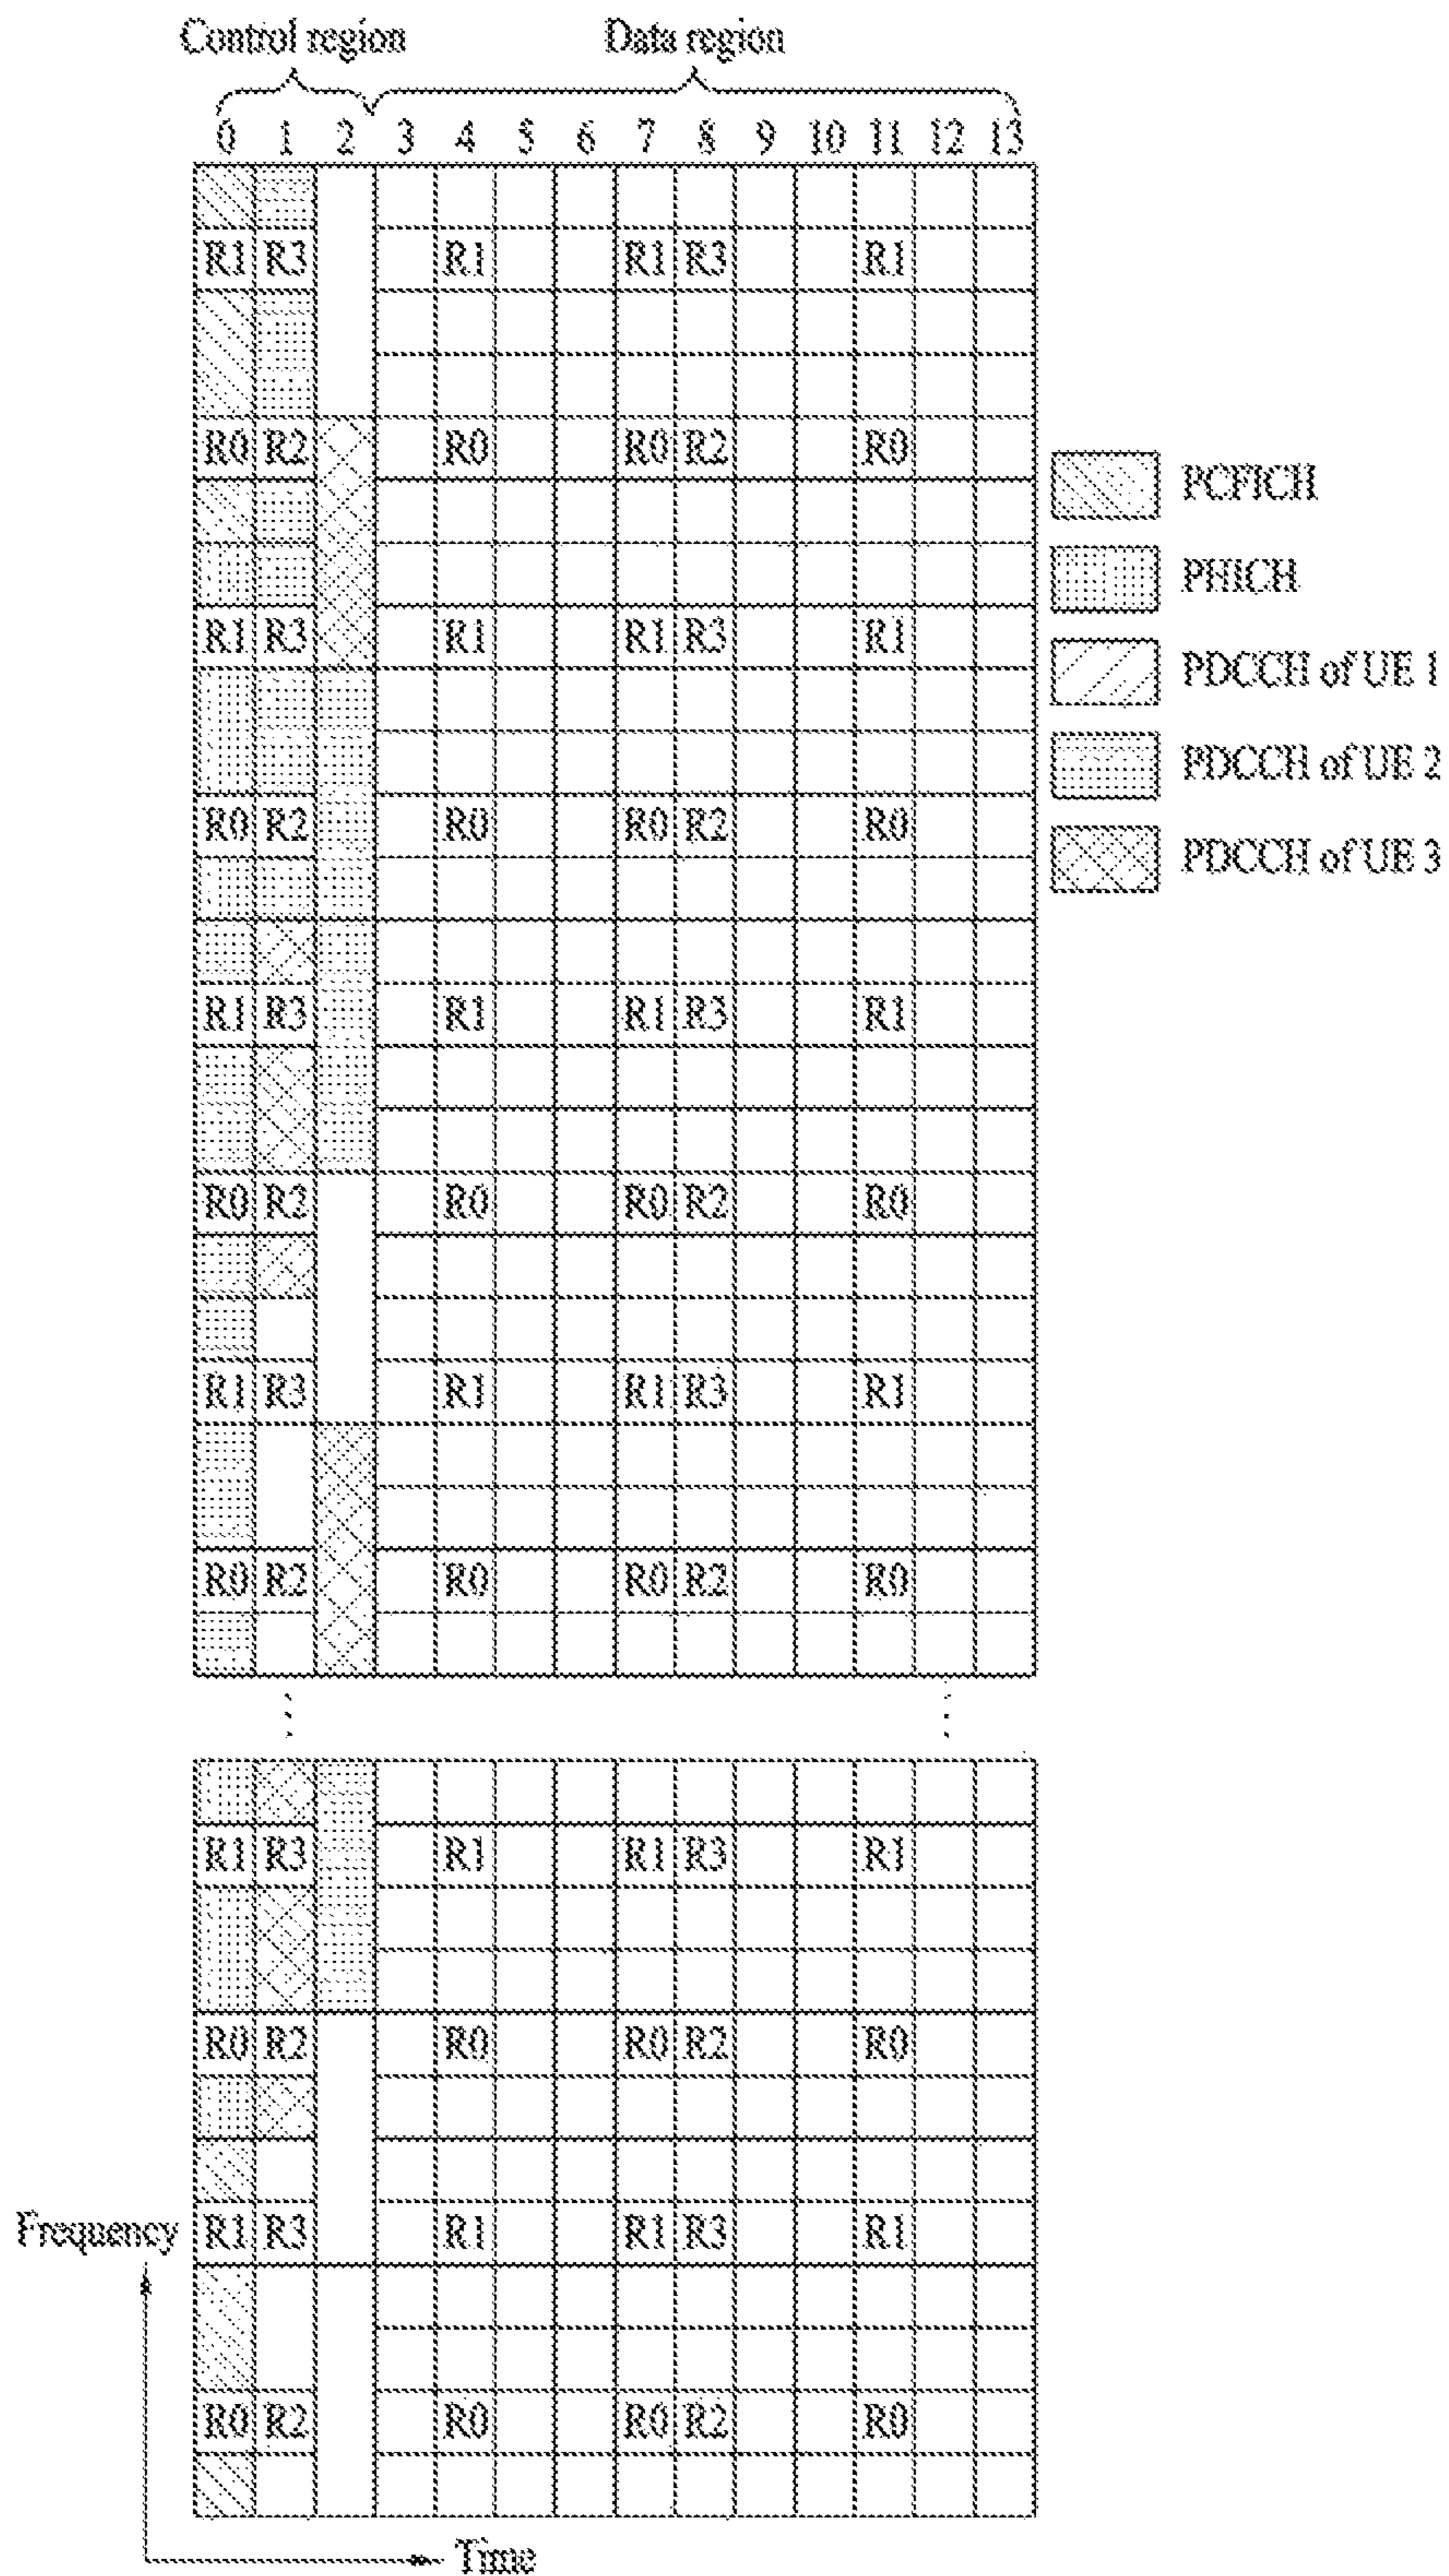 Control region Data region
0 1 2 3 4 5 6 7 8 9 10 11 12 13
R1 R3 R1 R1 R3 R1
R0 R2 R0 R0 R2 R0
PCFICH
PHICH
R1 R3 R1 R1 R3 R1
PDCCH of UE 1
PDCCH of UE 2
R0 R2 R0 R0 R2 R0
PDCCH of UE 3
R1 R3 R1 R1 R3 R1
R0 R2 R0 R0 R2 R0
R1 R3 R1 R1 R3 R1
R0 R2 R0 R0 R2 R0
R1 R3 R1 R1 R3 R1
R0 R2 R0 R0 R2 R0
Frequency R1 R3 R1 R1 R3 R1
R0 R2 R0 R0 R2 R0
Time